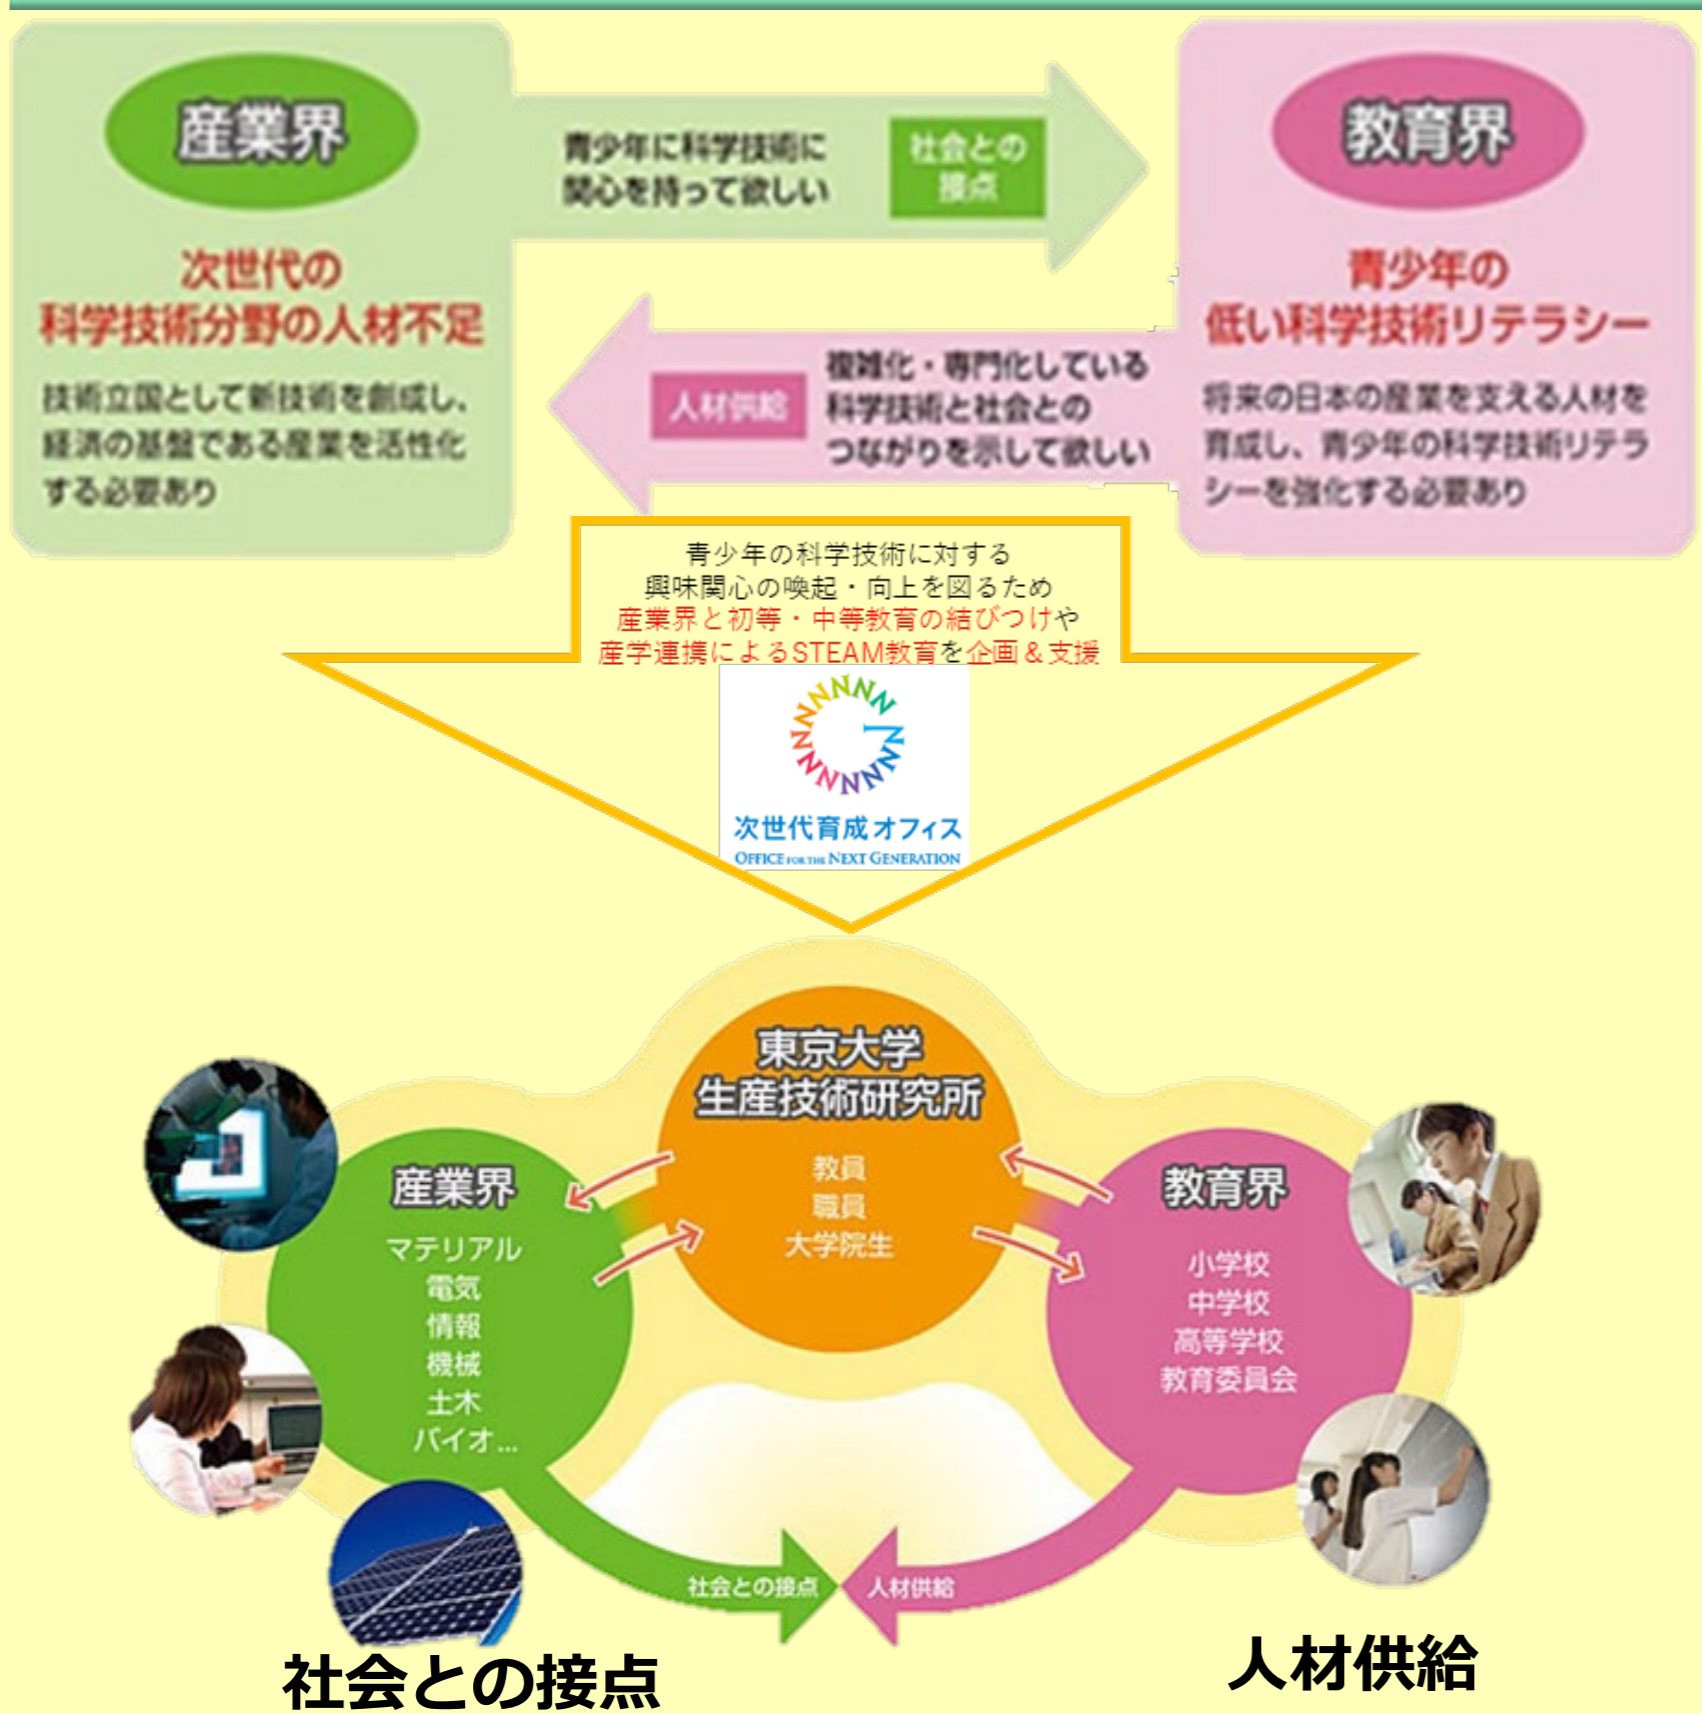 産業界
次世代の
科学技術分野の人材不足
技術立国として新技術を創成し、
経済の基盤である産業を活性化
する必要あり
青少年に科学技術に
関心を持って欲しい
社会との
接点
教育界
青少年の
低い科学技術リテラシー
将来の日本の産業を支える人材を
育成し、青少年の科学技術リテラ
シーを強化する必要あり
人材供給
複雑化・専門化している
科学技術と社会との
つながりを示して欲しい
青少年の科学技術に対する
興味関心の喚起・向上を図るため
産業界と初等・中等教育の結びつけや
産学連携によるSTEAM教育を企画＆支援
次世代育成オフィス
OFFICE FOR THE NEXT GENERATION
東京大学
生産技術研究所
教員
職員
大学院生
産業界
マテリアル
電気
情報
機械
土木
バイオ...
教育界
小学校
中学校
高等学校
教育委員会
社会との接点
人材供給
社会との接点
人材供給